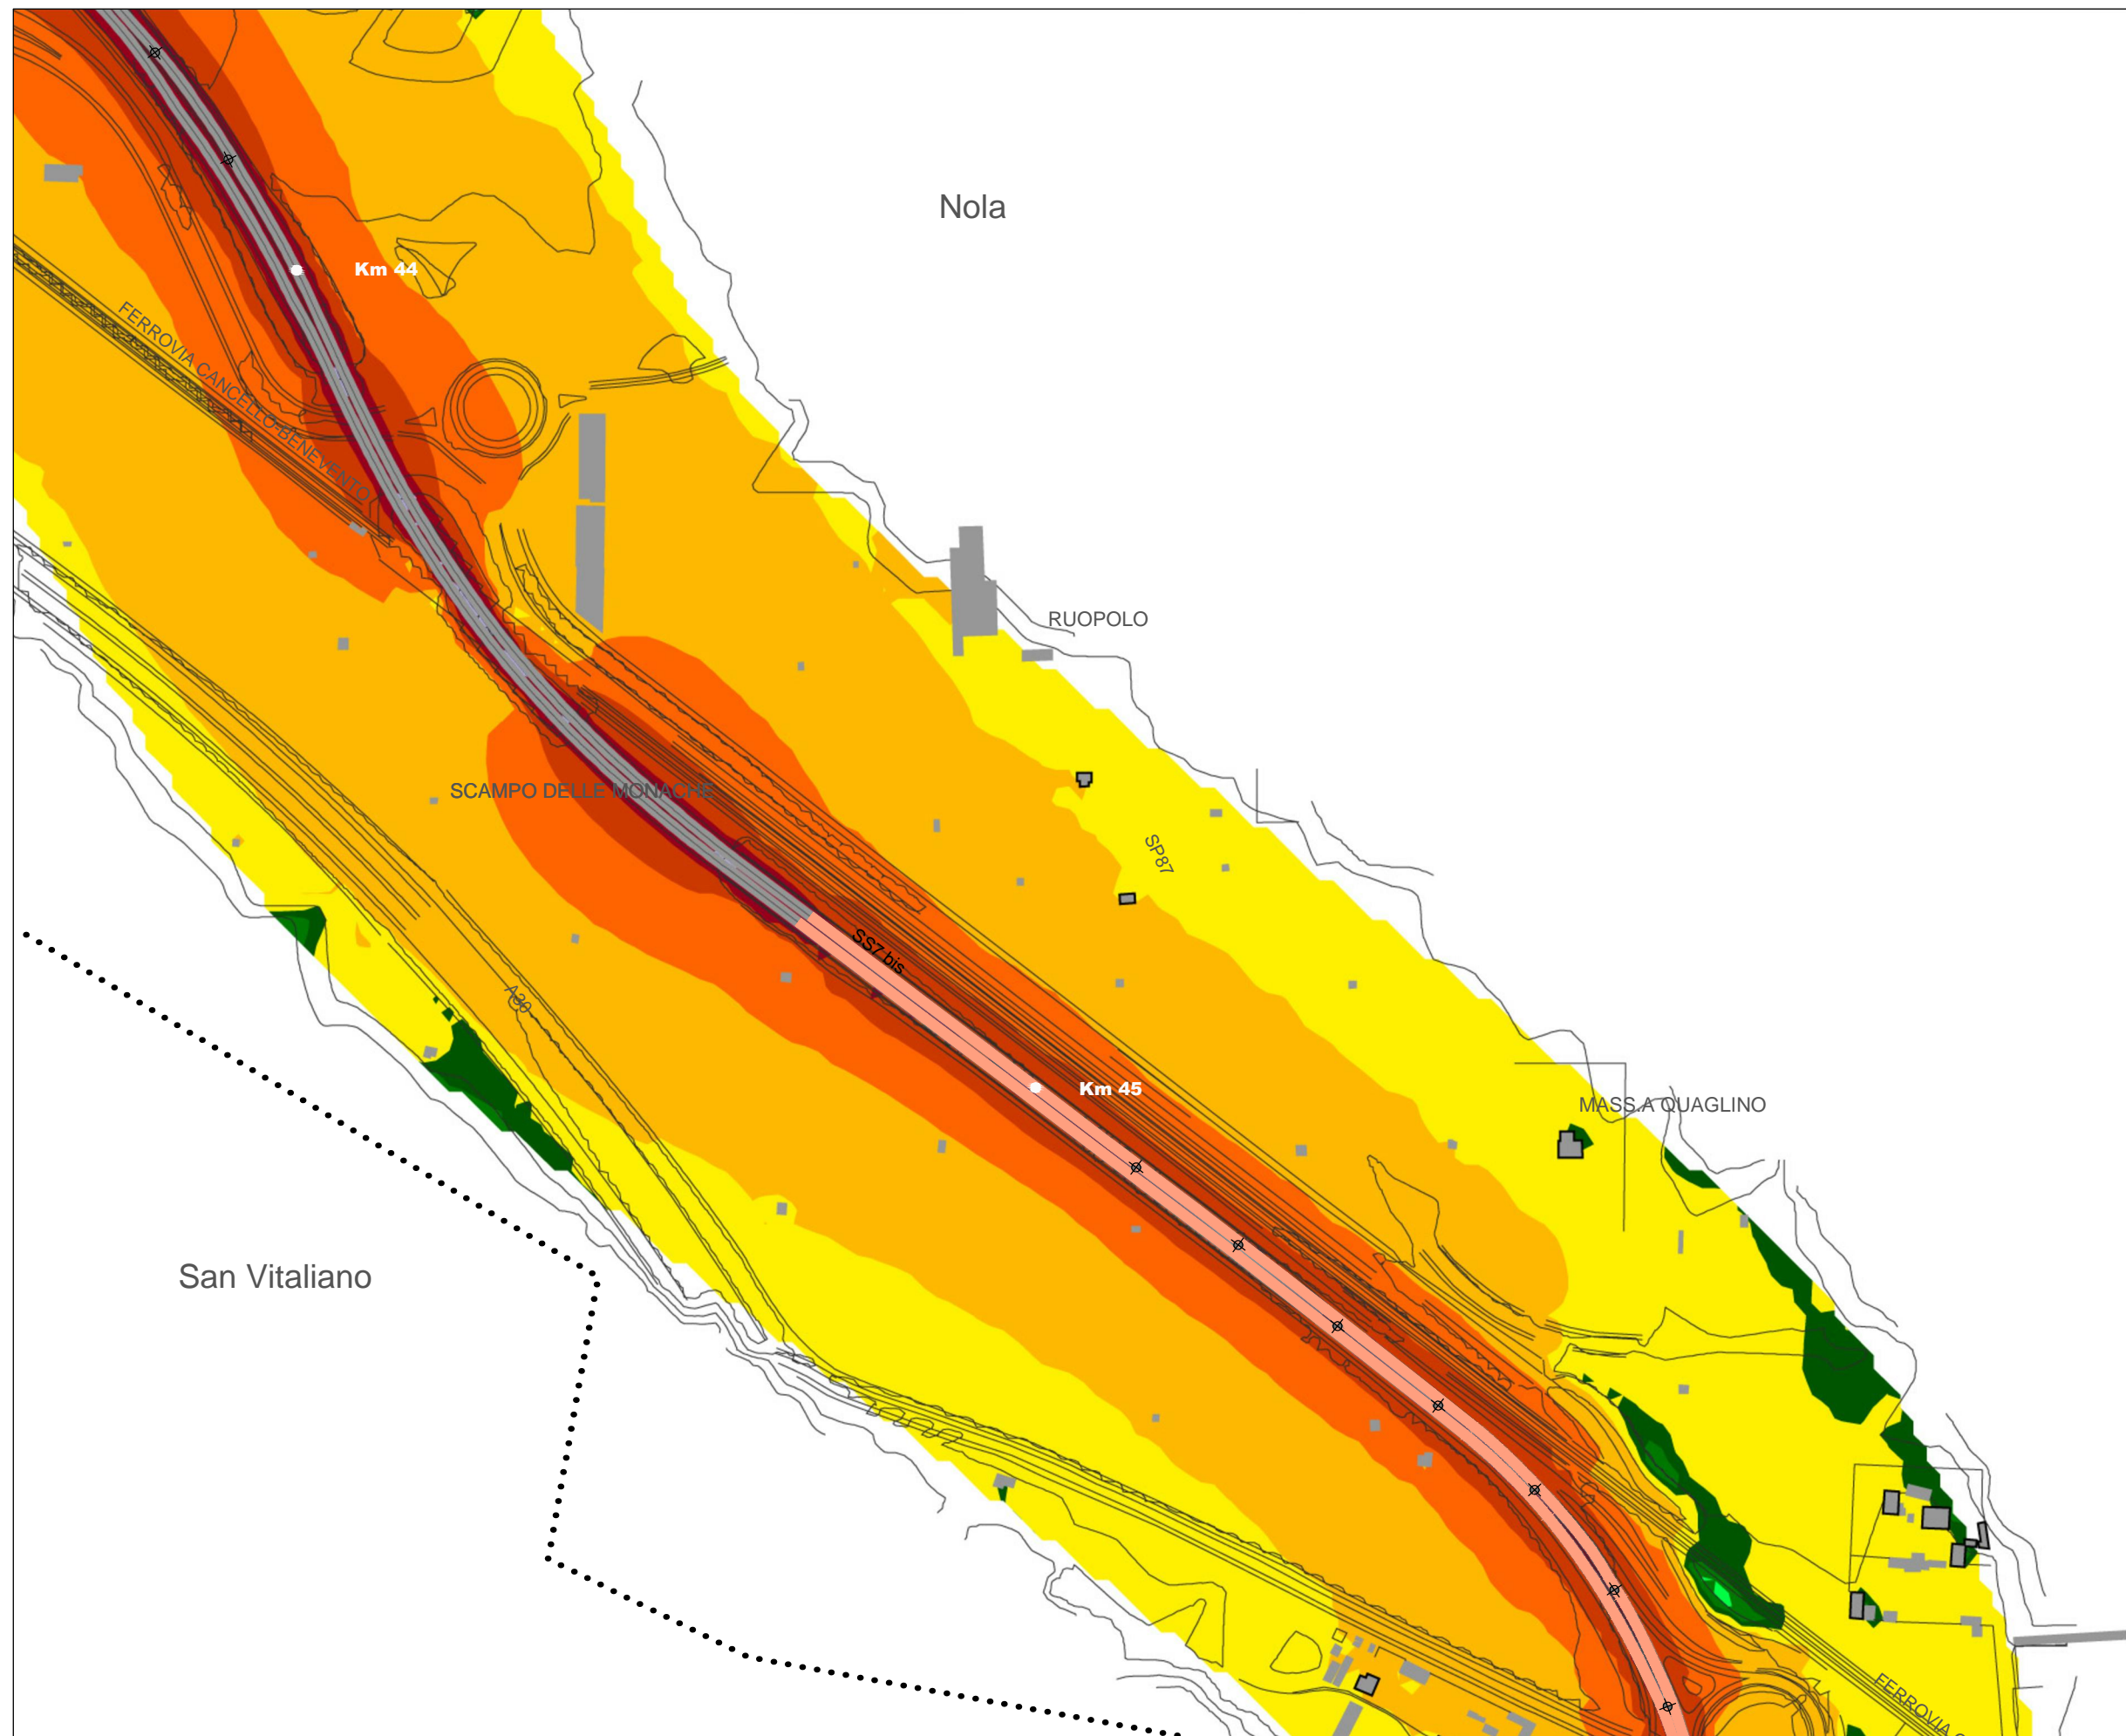 Nola
Km 44
FERROVIA CANCELLO-BENEVENTO
RUOPOLO
SCAMPO DELLE MONACHE
SP87
SS7 bis
A30
Km 45
MASS.A QUAGLINO
San Vitaliano
FERROVIA